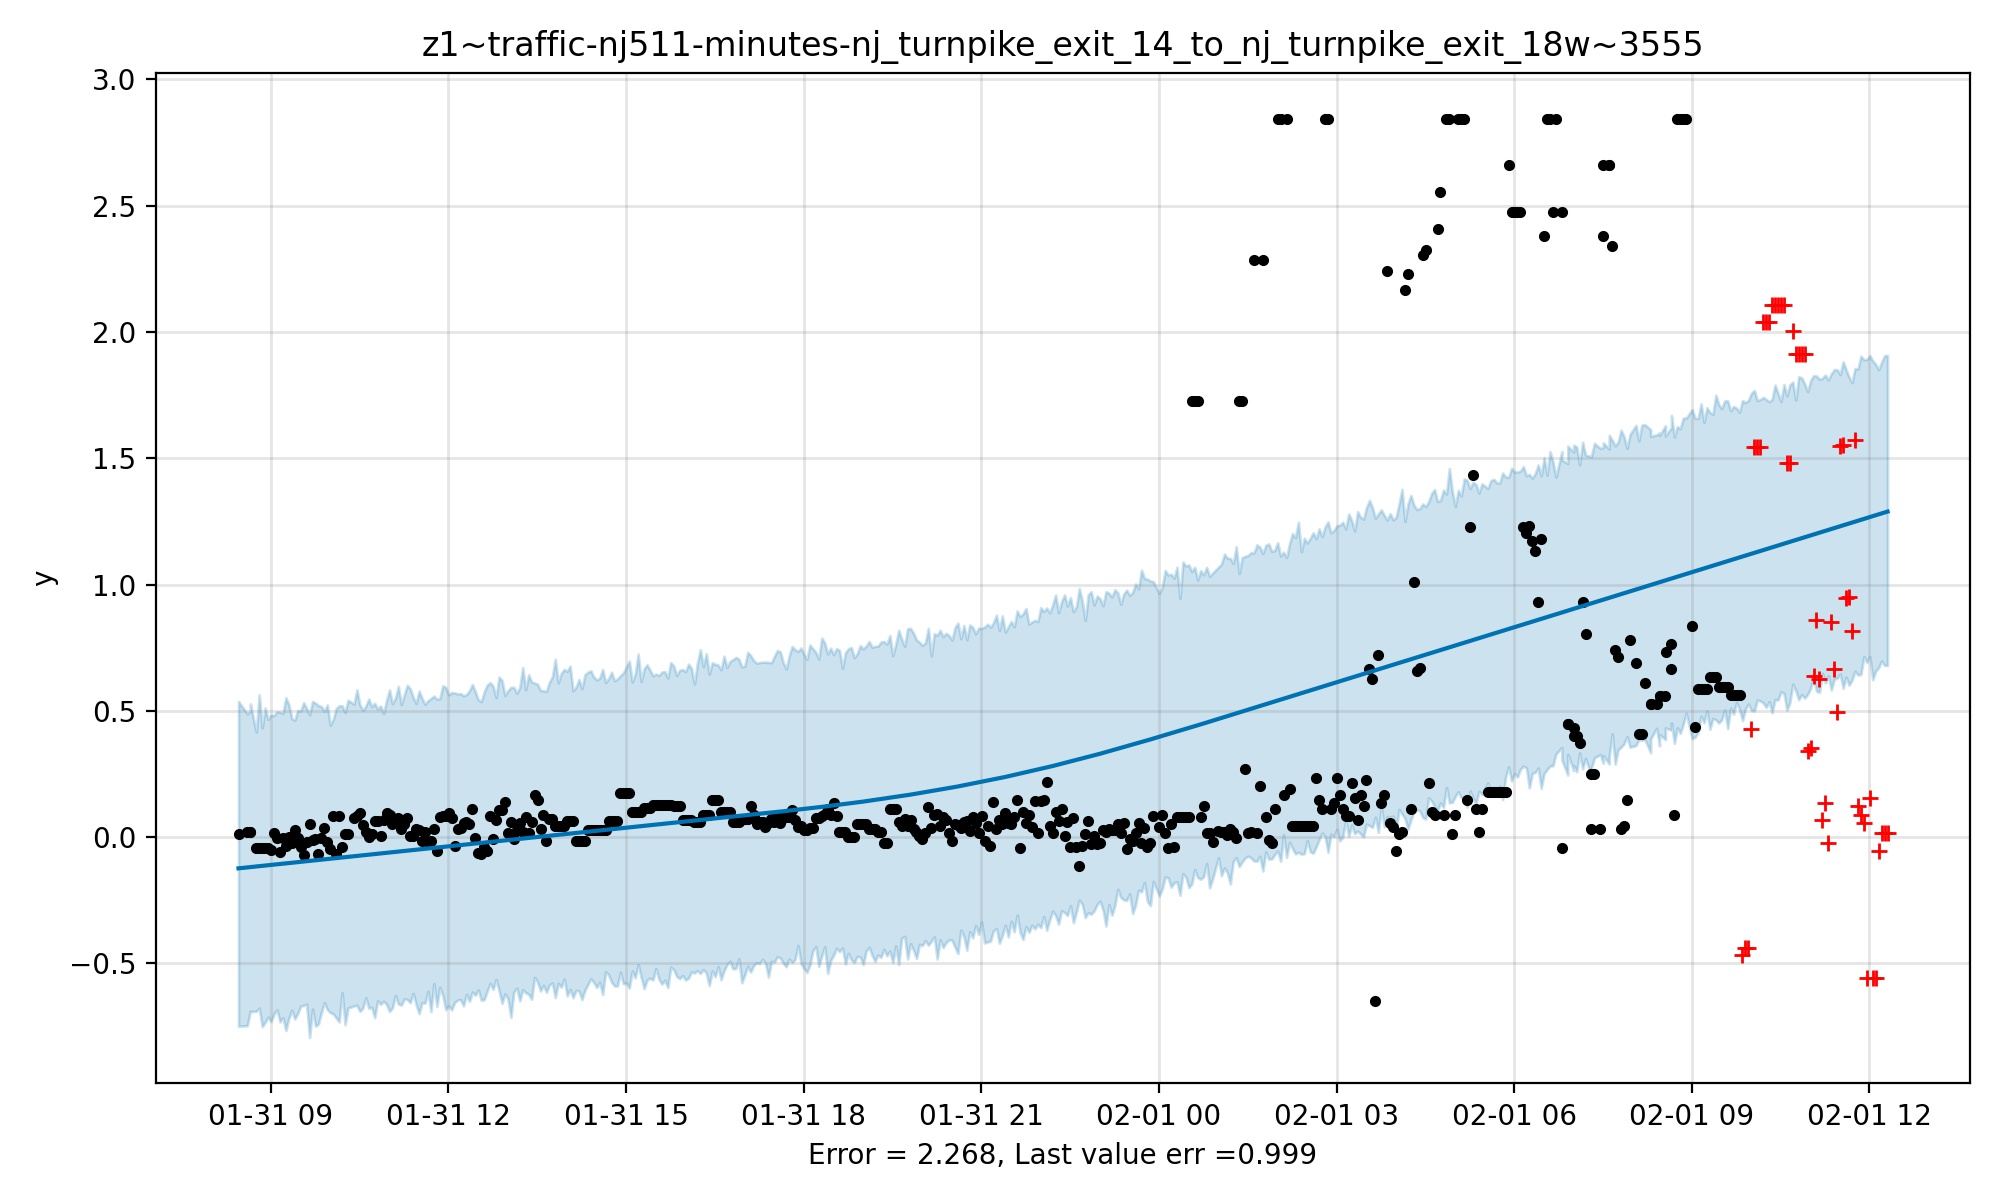 z1~traffic-nj511-minutes-nj_turnpike_exit_14_to_nj_turnpike_exit_18w~3555
3.0
2.5
2.0
1.5
1.0
0.5
0.0
−0.5
y
01-31 09 01-31 12 01-31 15 01-31 18 01-31 21 02-01 00 02-01 03 02-01 06 02-01 09 02-01 12
Error = 2.268, Last value err =0.999